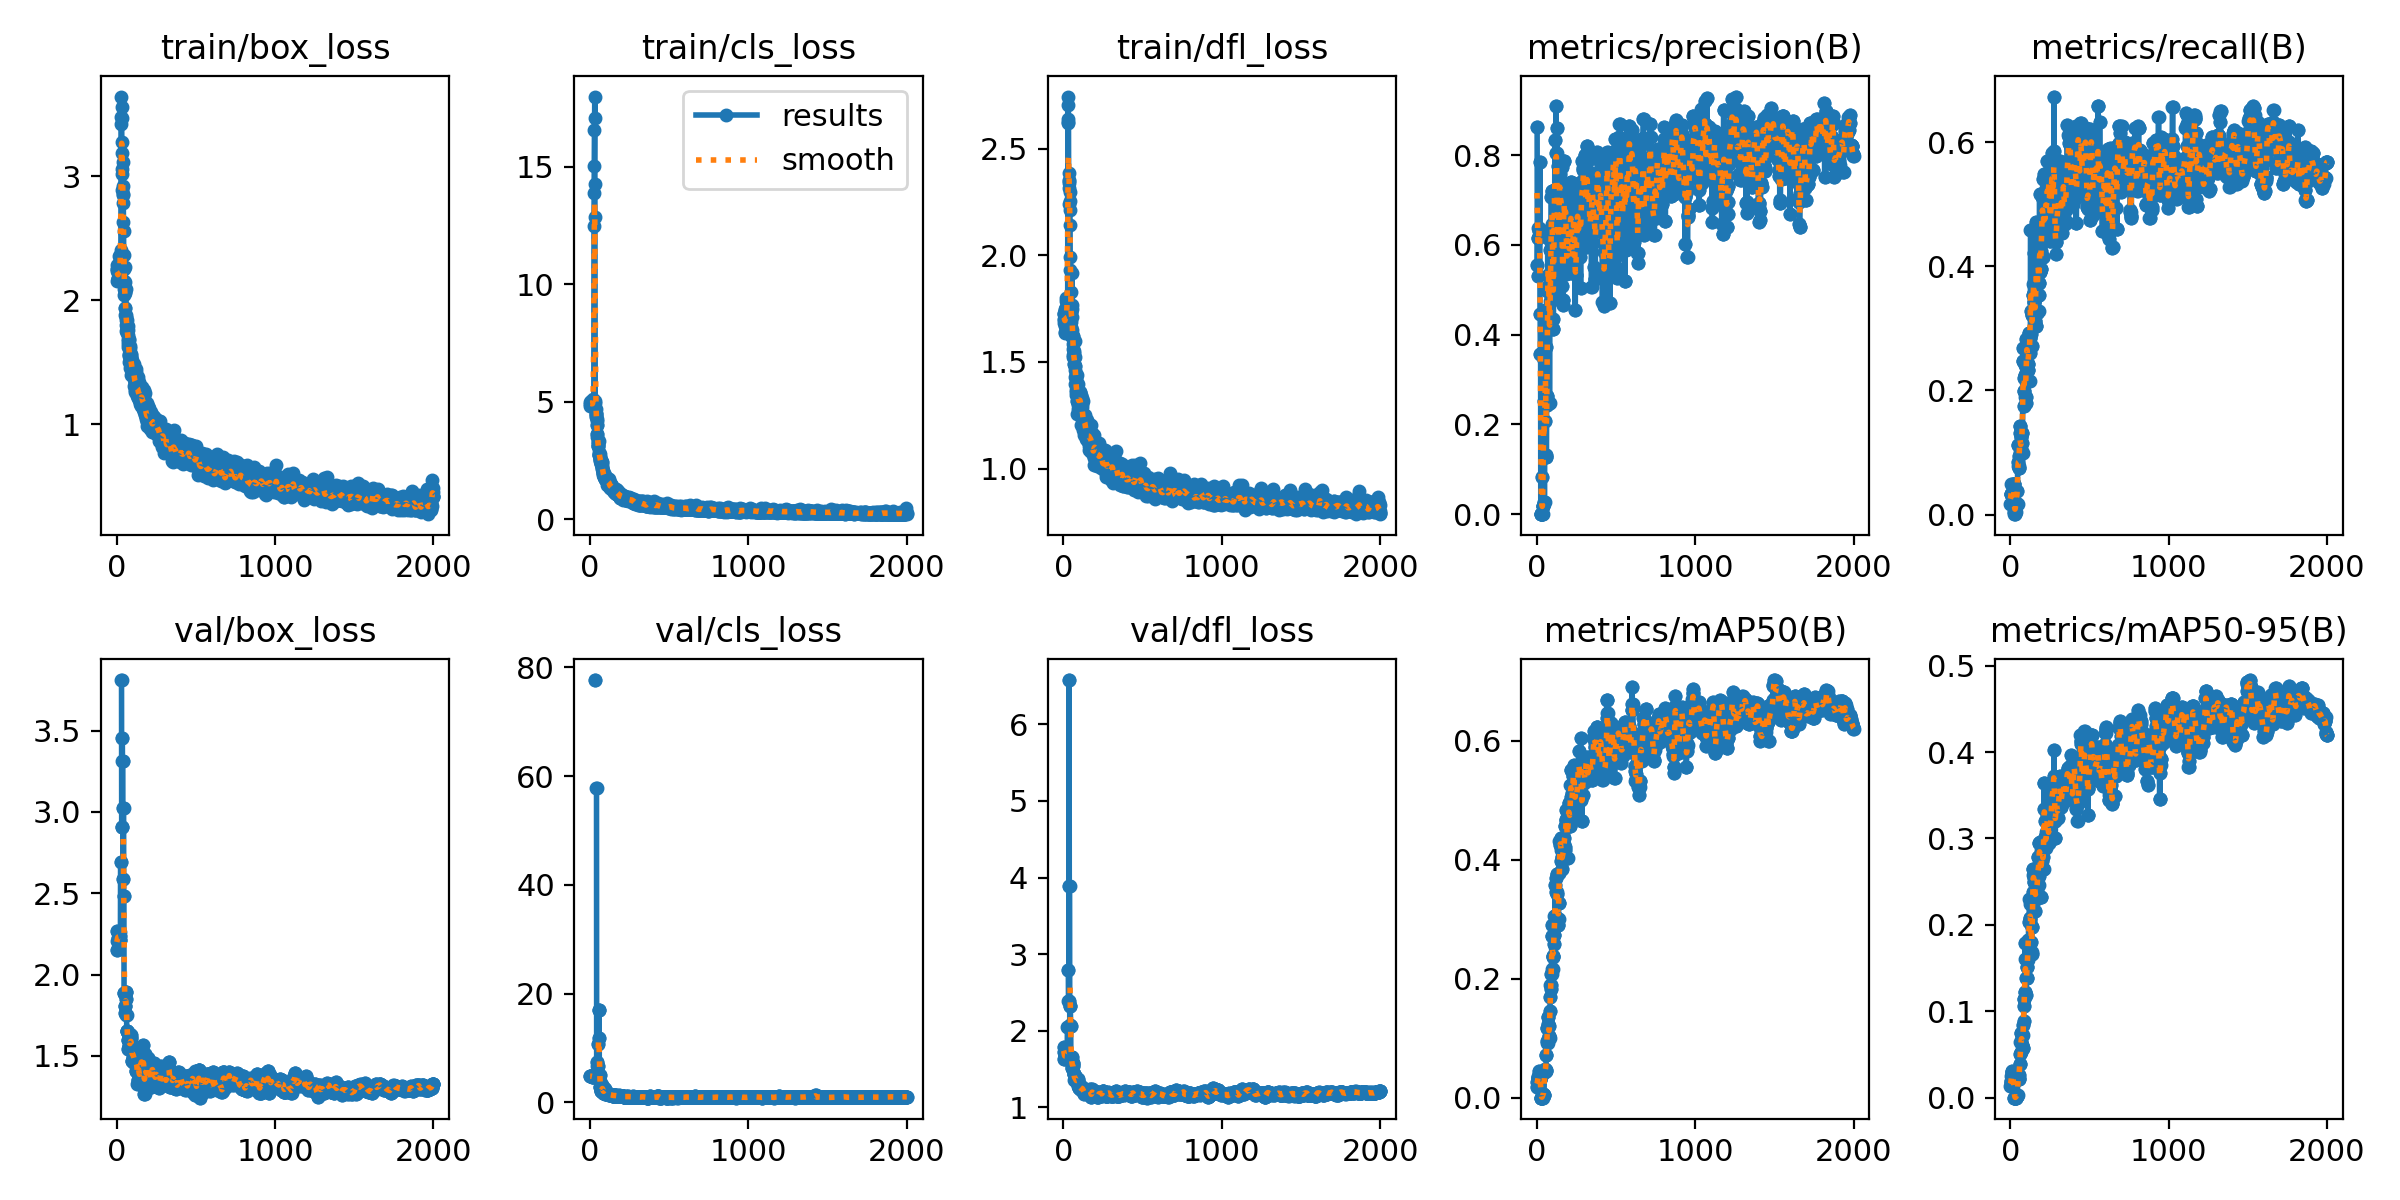 train/box_loss
3
2
1
0 1000 2000
train/cls_loss
results
smooth
15
10
5
0
0 1000 2000
train/dfl_loss
2.5
2.0
1.5
1.0
0 1000 2000
metrics/precision(B)
0.8
0.6
0.4
0.2
0.0
0 1000 2000
metrics/recall(B)
0.6
0.4
0.2
0.0
0 1000 2000
val/box_loss
3.5
3.0
2.5
2.0
1.5
0 1000 2000
val/cls_loss
80
60
40
20
0
0 1000 2000
val/dfl_loss
6
5
4
3
2
1
0 1000 2000
metrics/mAP50(B)
0.6
0.4
0.2
0.0
0 1000 2000
metrics/mAP50-95(B)
0.5
0.4
0.3
0.2
0.1
0.0
0 1000 2000